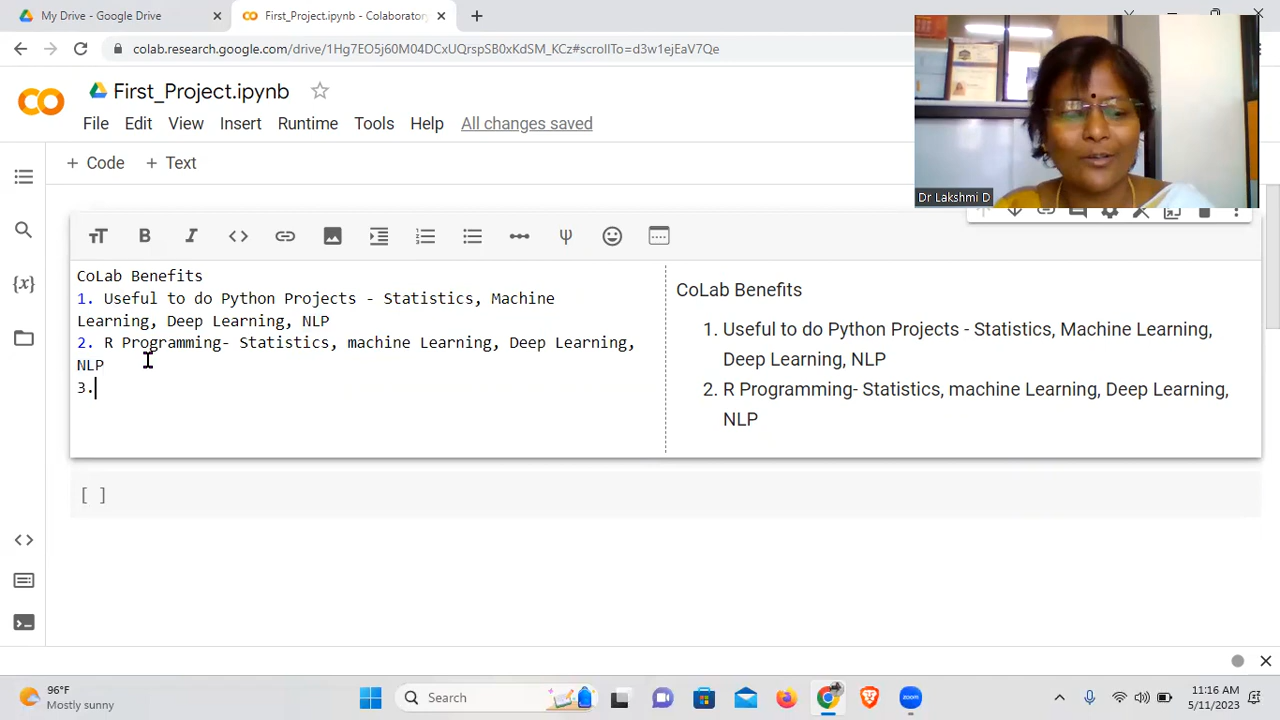 My Drive - Google Drive
First_Project.ipynb - Colaboratory
colab.research.google.com/drive/1Hg7EO5j60M04DCxUQrspSB0xKdSM_KCz#scrollTo=d3w1ejEaV7Qe
First_Project.ipynb
File Edit View Insert Runtime Tools Help All changes saved
+ Code + Text
Dr Lakshmi D
CoLab Benefits
1. Useful to do Python Projects - Statistics, Machine
Learning, Deep Learning, NLP
2. R Programming- Statistics, machine Learning, Deep Learning,
NLP
3.
CoLab Benefits
1. Useful to do Python Projects - Statistics, Machine Learning,
Deep Learning, NLP
2. R Programming- Statistics, machine Learning, Deep Learning,
NLP
[ ]
96°F
Mostly sunny
Search
zoom
11:16 AM
5/11/2023